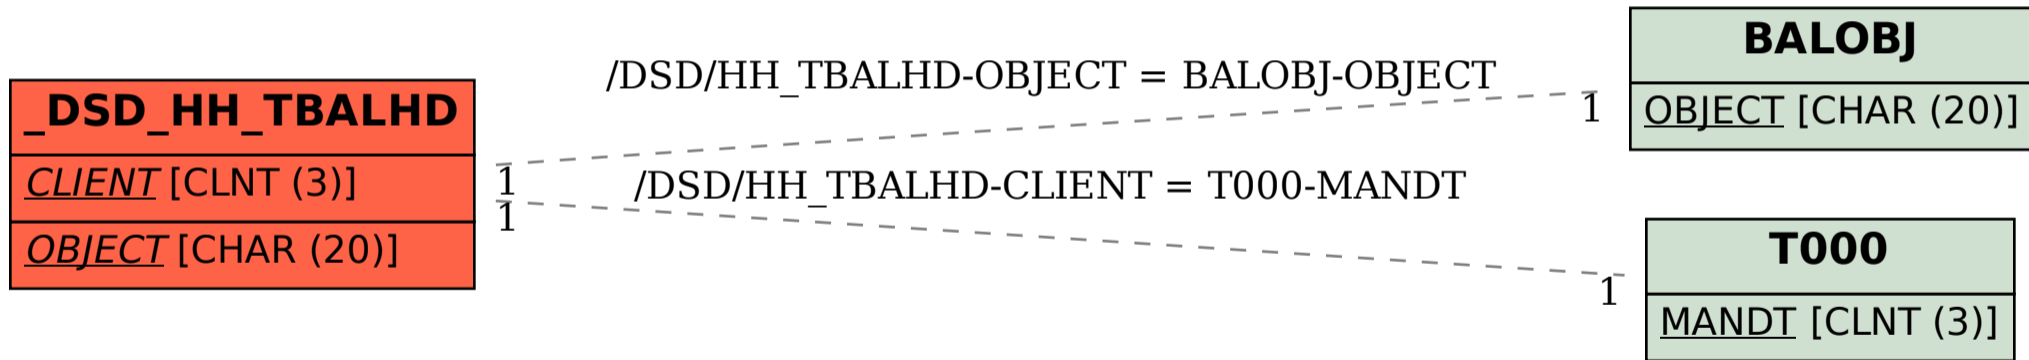 _DSD_HH_TBALHD
CLIENT [CLNT (3)]
OBJECT [CHAR (20)]
/DSD/HH_TBALHD-OBJECT = BALOBJ-OBJECT
1
1
/DSD/HH_TBALHD-CLIENT = T000-MANDT
1
1
BALOBJ
OBJECT [CHAR (20)]
T000
MANDT [CLNT (3)]